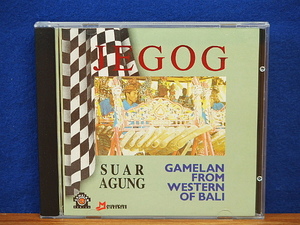 JEGOG
SUAR
AGUNG
GAMELAN
FROM
WESTERN
OF BALI